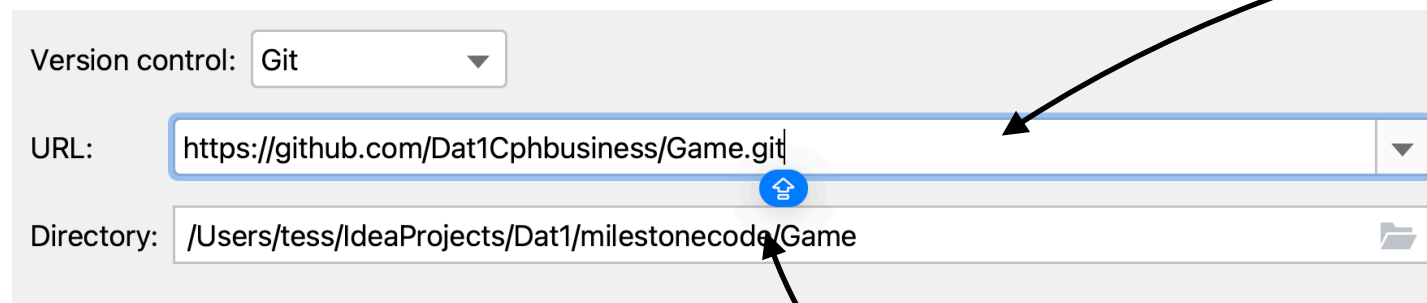 Version control: Git
URL: https://github.com/Dat1Cphbusiness/Game.git
Directory: /Users/tess/IdeaProjects/Dat1/milestonecode/Game